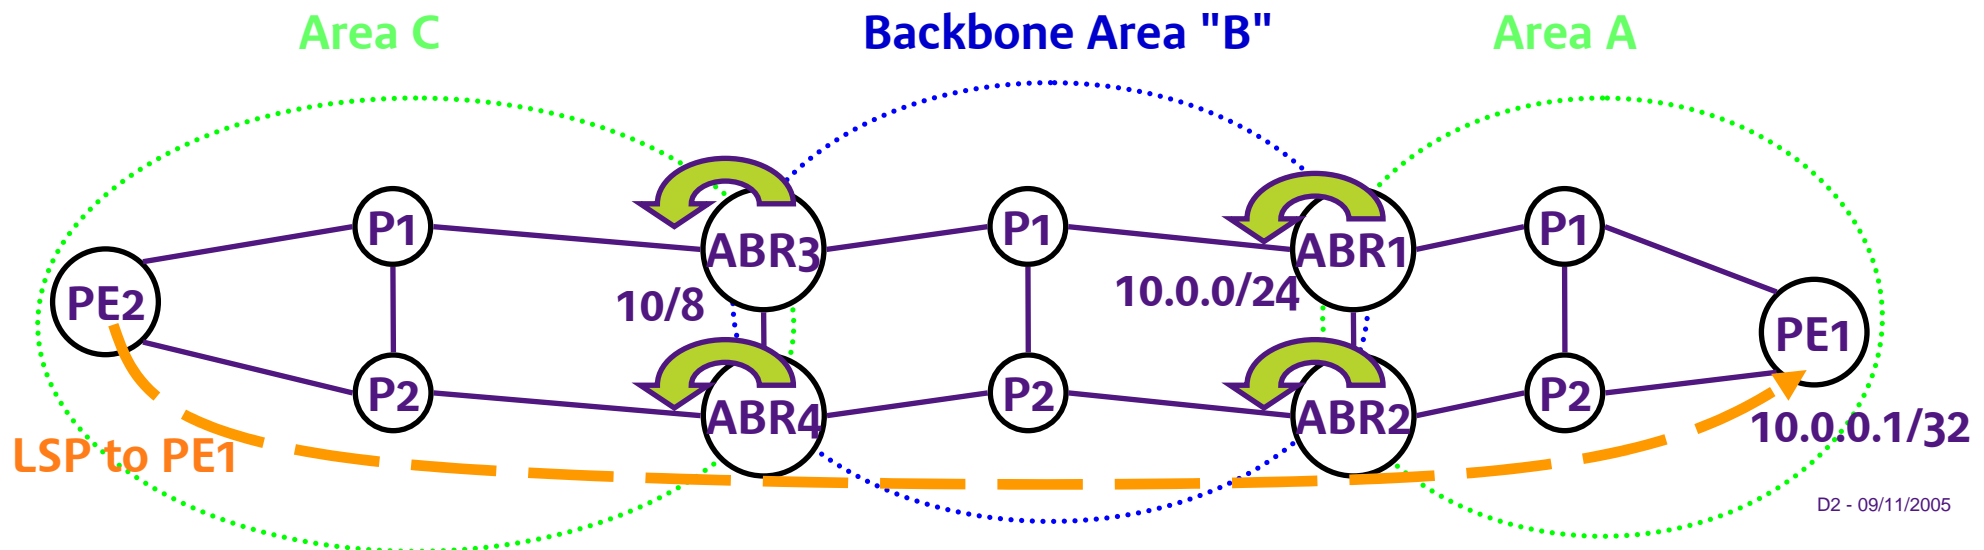 Area C
Backbone Area "B"
Area A
P1
ABR3
P1
ABR1
P1
PE2
10/8
10.0.0/24
PE1
P2
ABR4
P2
ABR2
P2
10.0.0.1/32
LSP to PE1
D2 - 09/11/2005